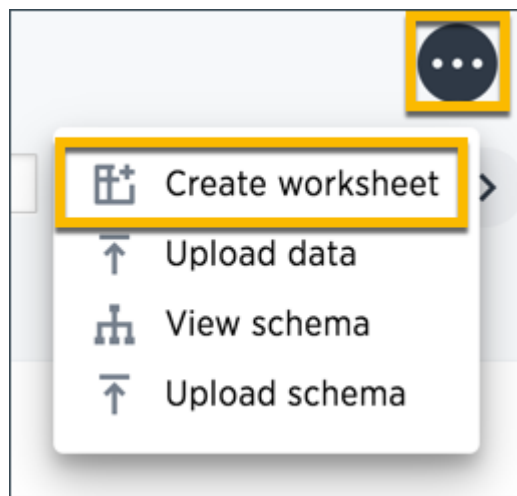 Create worksheet
Upload data
View schema
Upload schema